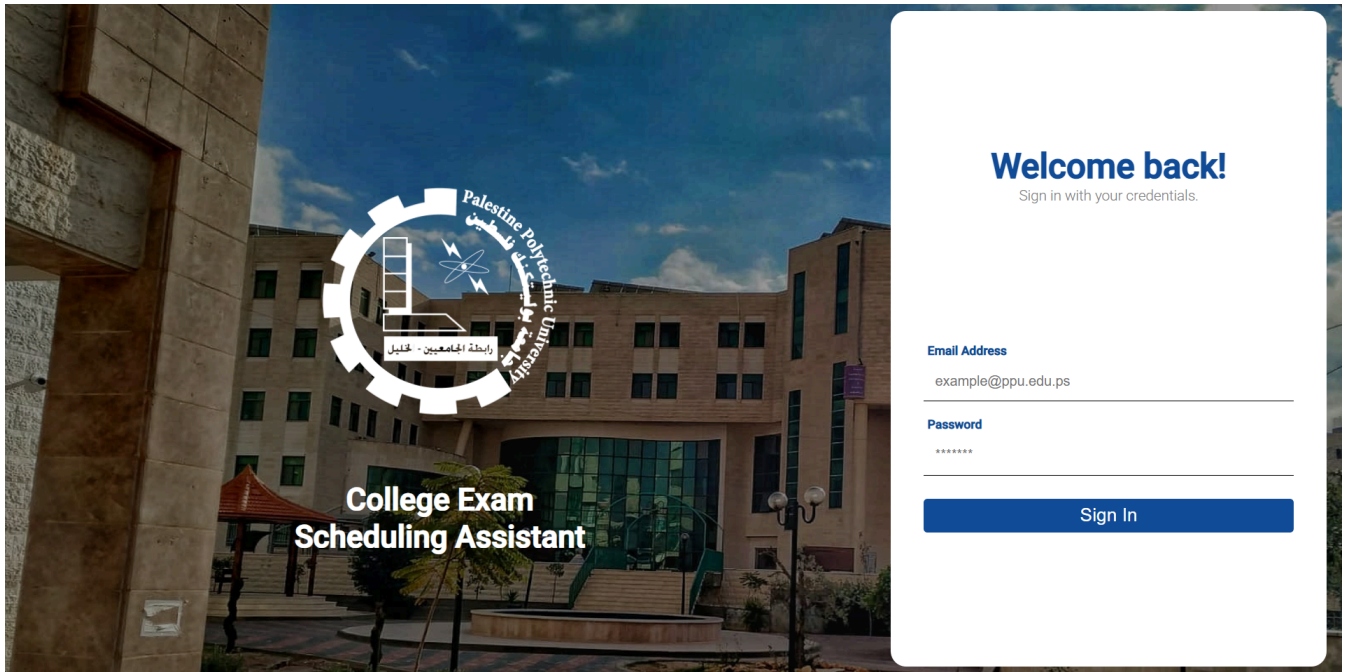 Palestine Polytechnic University
جامعة بوليتكنك فلسطين
رابطة الجامعيين - الخليل
College Exam
Scheduling Assistant
Welcome back!
Sign in with your credentials.
Email Address
example@ppu.edu.ps
Password
*******
Sign In